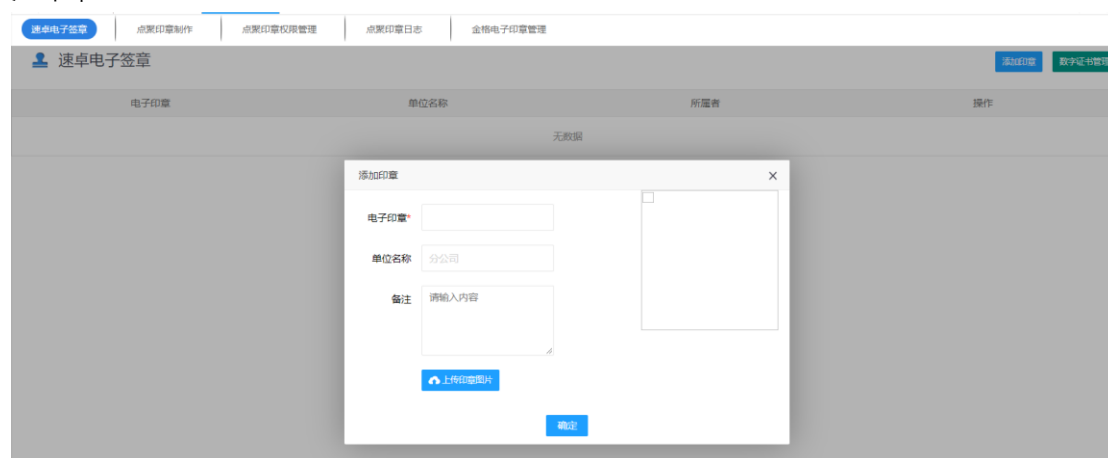 速卓电子签章 点聚印章制作 点聚印章权限管理 点聚印章日志 金格电子印章管理
速卓电子签章 添加印章 数字证书管理
电子印章 单位名称 所属者 操作
无数据
添加印章
电子印章*
单位名称 分公司
备注 请输入内容
上传印章图片
确定